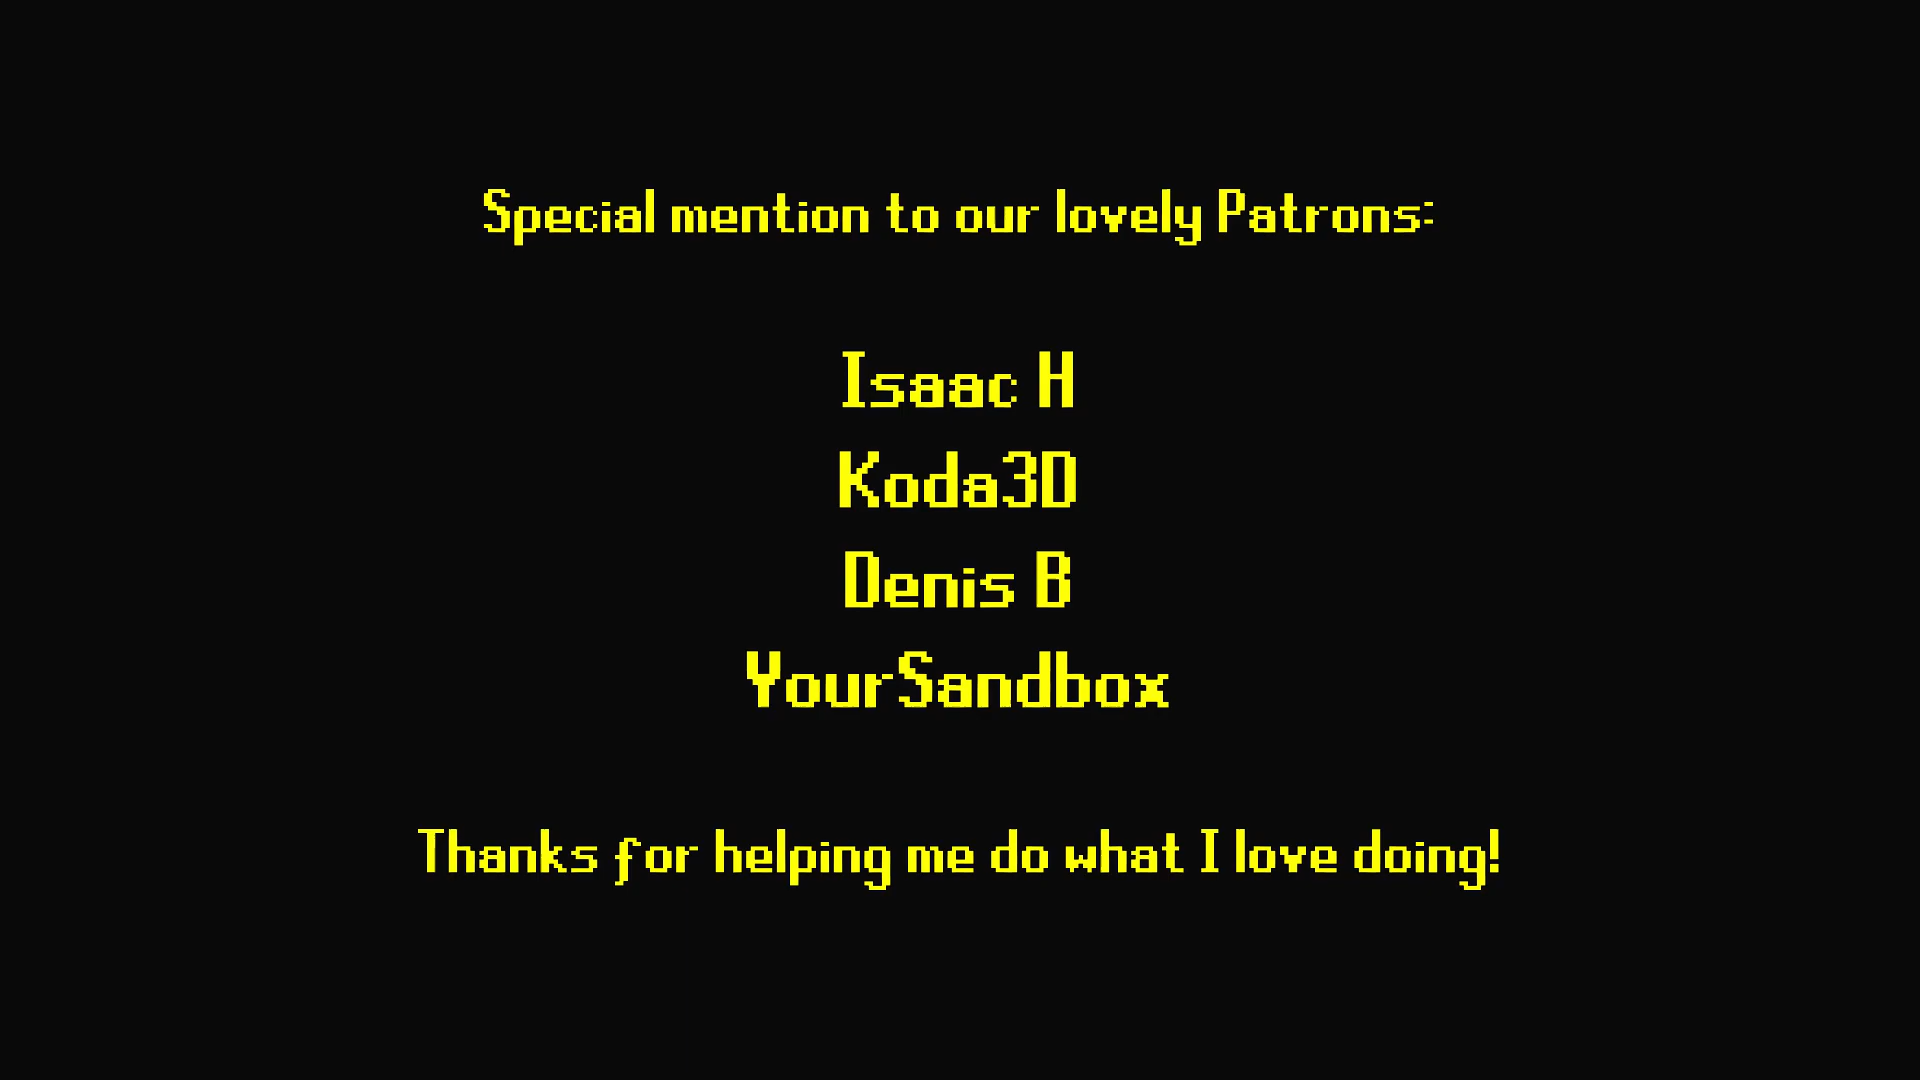 Special mention to our lovely Patrons:
Isaac H
Koda3D
Denis B
YourSandbox
Thanks for helping me do what I love doing!